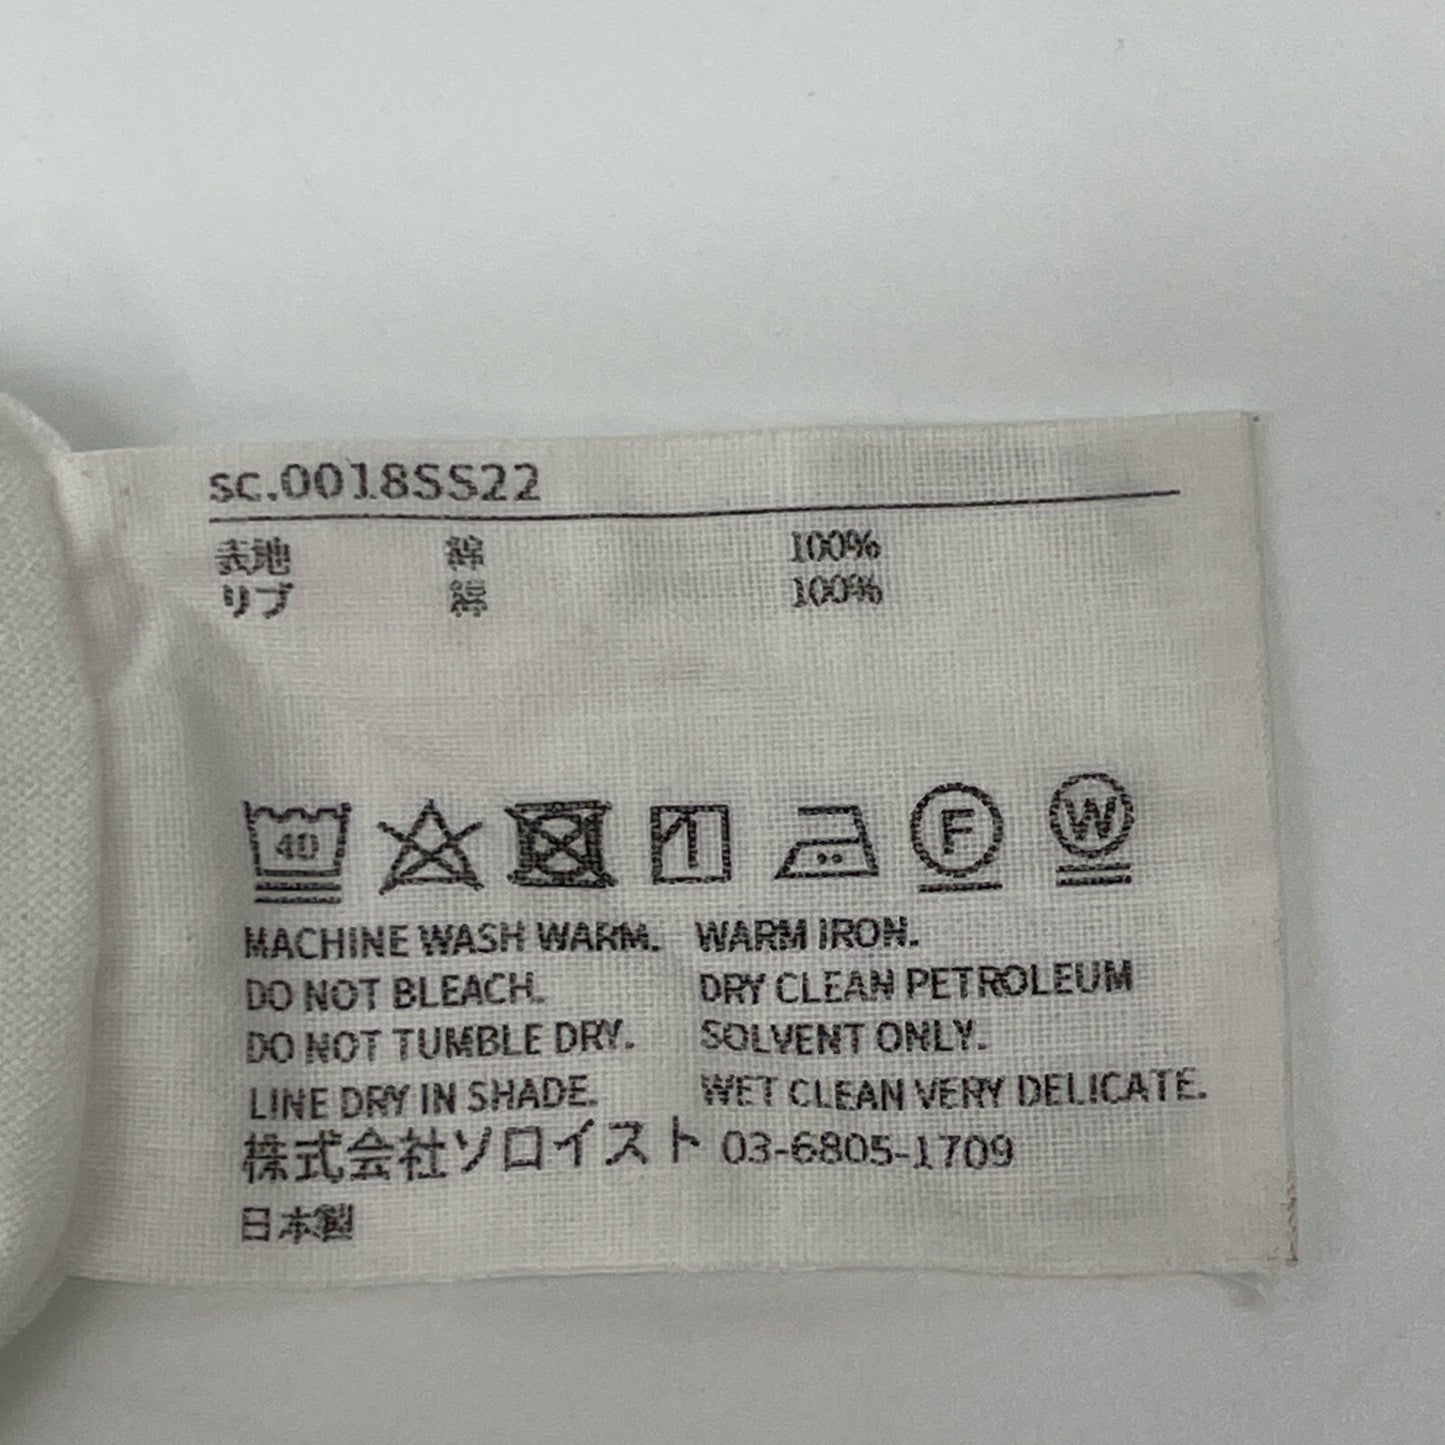 sc.0018SS22
表地 綿 100%
リブ 綿 100%
40 F W
MACHINE WASH WARM. WARM IRON.
DO NOT BLEACH. DRY CLEAN PETROLEUM
DO NOT TUMBLE DRY. SOLVENT ONLY.
LINE DRY IN SHADE. WET CLEAN VERY DELICATE.
株式会社ソロイスト 03-6805-1709
日本製